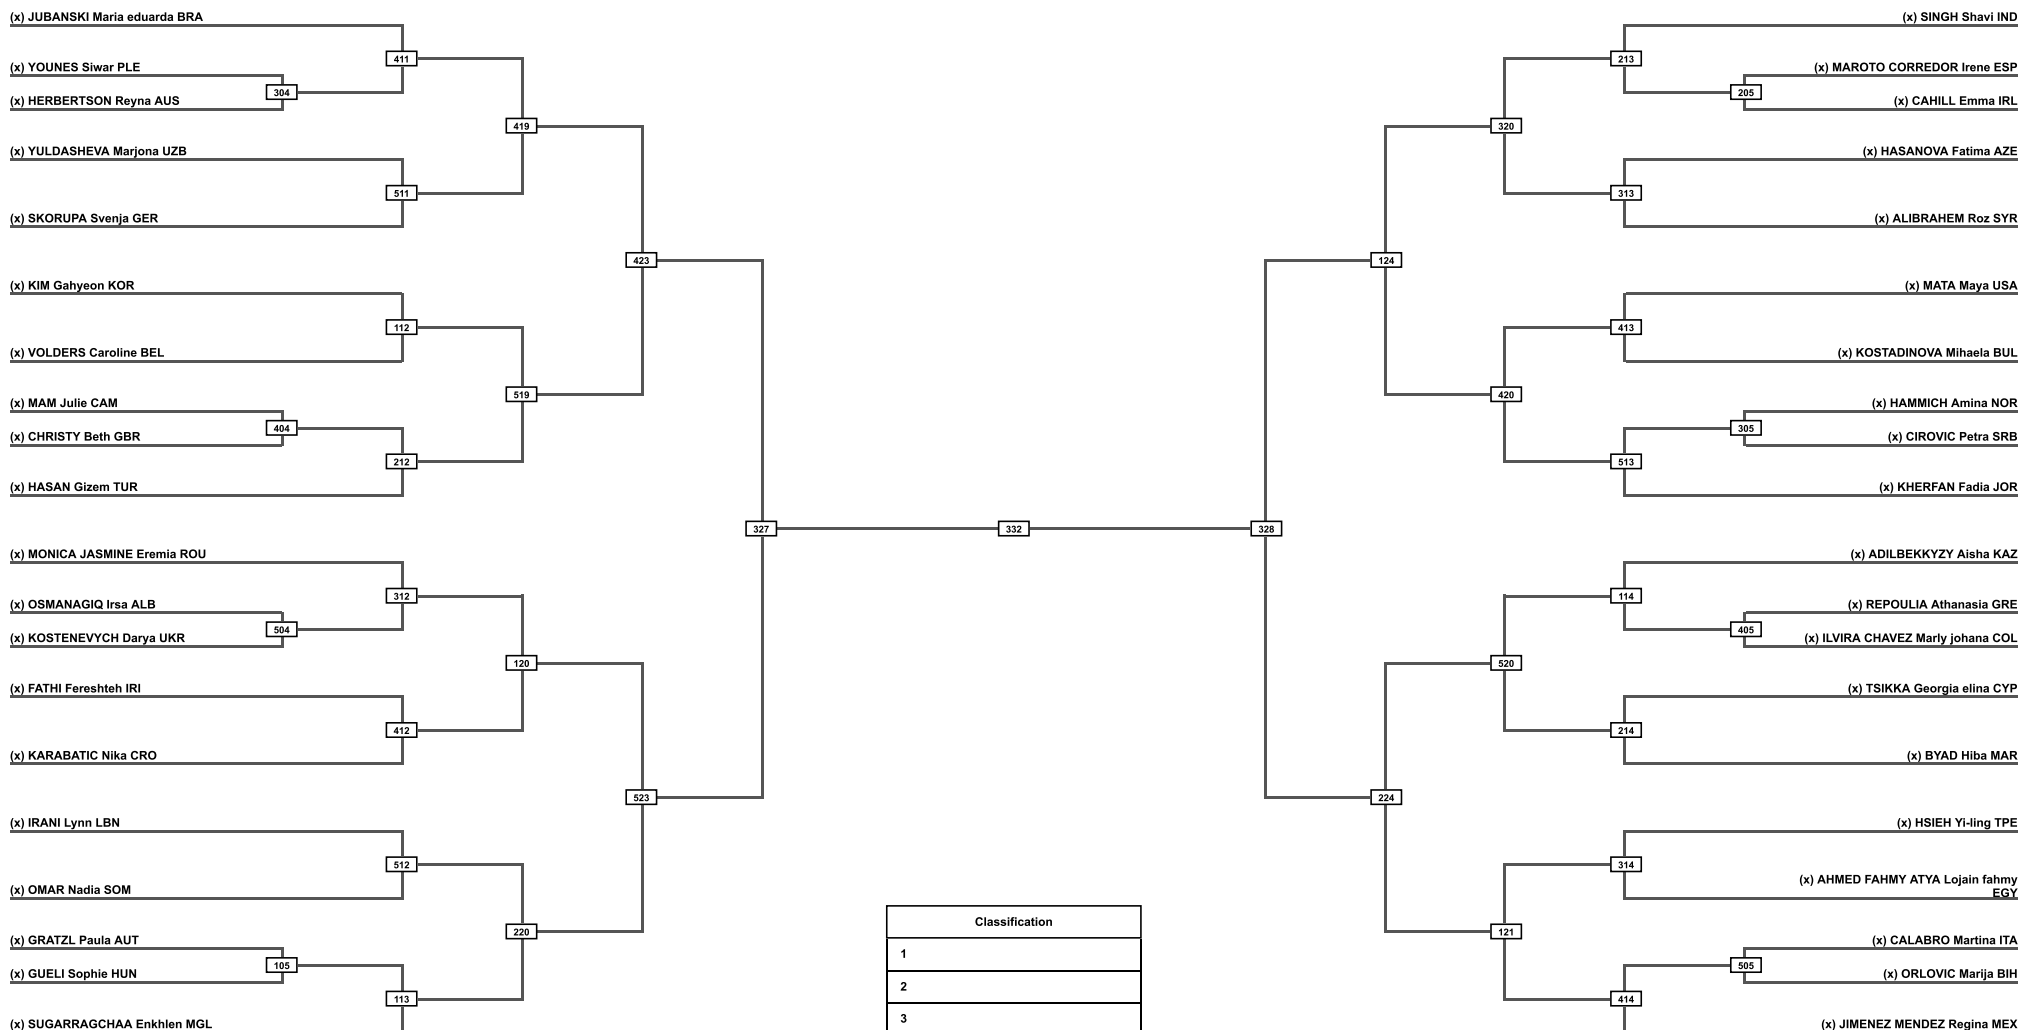 (x) JUBANSKI Maria eduarda BRA
411
(x) YOUNES Siwar PLE
304
(x) HERBERTSON Reyna AUS
419
(x) YULDASHEVA Marjona UZB
511
(x) SKORUPA Svenja GER
423
(x) KIM Gahyeon KOR
112
(x) VOLDERS Caroline BEL
519
(x) MAM Julie CAM
404
(x) CHRISTY Beth GBR
212
(x) HASAN Gizem TUR
327
(x) MONICA JASMINE Eremia ROU
312
(x) OSMANAGIQ Irsa ALB
504
(x) KOSTENEVYCH Darya UKR
120
(x) FATHI Fereshteh IRI
412
(x) KARABATIC Nika CRO
523
(x) IRANI Lynn LBN
512
(x) OMAR Nadia SOM
220
(x) GRATZL Paula AUT
105
(x) GUELI Sophie HUN
113
(x) SUGARRAGCHAA Enkhlen MGL
332
Classification
1
2
3
(x) SINGH Shavi IND
213
(x) MAROTO CORREDOR Irene ESP
205
(x) CAHILL Emma IRL
320
(x) HASANOVA Fatima AZE
313
(x) ALIBRAHEM Roz SYR
124
(x) MATA Maya USA
413
(x) KOSTADINOVA Mihaela BUL
420
(x) HAMMICH Amina NOR
305
(x) CIROVIC Petra SRB
513
(x) KHERFAN Fadia JOR
328
(x) ADILBEKKYZY Aisha KAZ
114
(x) REPOULIA Athanasia GRE
405
(x) ILVIRA CHAVEZ Marly johana COL
520
(x) TSIKKA Georgia elina CYP
214
(x) BYAD Hiba MAR
224
(x) HSIEH Yi-ling TPE
314
(x) AHMED FAHMY ATYA Lojain fahmy
EGY
121
(x) CALABRO Martina ITA
505
(x) ORLOVIC Marija BIH
414
(x) JIMENEZ MENDEZ Regina MEX